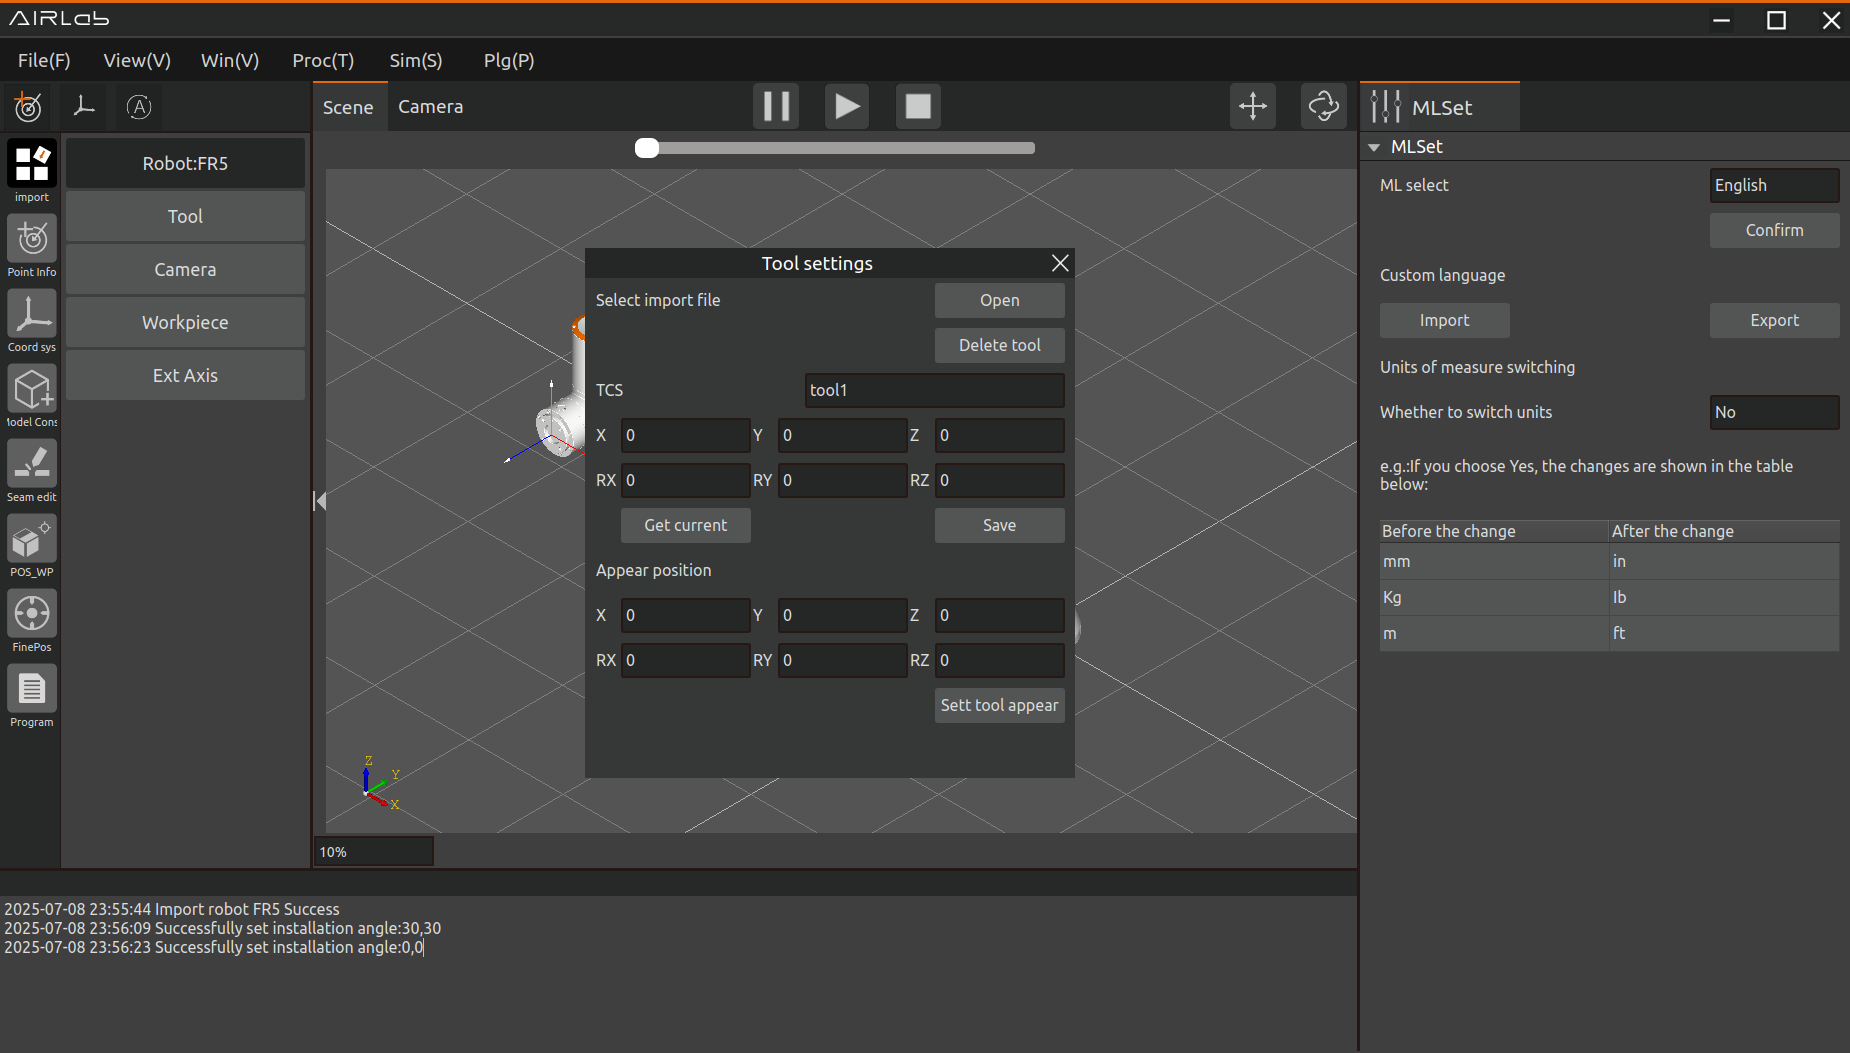 AIRLab
File(F) View(V) Win(V) Proc(T) Sim(S) Plg(P)
A
Scene Camera
MLSet
import
Point Info
Coord sys
Model Cons
Seam edit
POS_WP
FinePos
Program
Robot:FR5
Tool
Camera
Workpiece
Ext Axis
Tool settings
Select import file Open
Delete tool
TCS tool1
X 0 Y 0 Z 0
RX 0 RY 0 RZ 0
Get current Save
Appear position
X 0 Y 0 Z 0
RX 0 RY 0 RZ 0
Sett tool appear
Z
Y
X
10%
MLSet
ML select English
Confirm
Custom language
Import Export
Units of measure switching
Whether to switch units No
e.g.:If you choose Yes, the changes are shown in the table
below:
Before the change After the change
mm in
Kg lb
m ft
2025-07-08 23:55:44 Import robot FR5 Success
2025-07-08 23:56:09 Successfully set installation angle:30,30
2025-07-08 23:56:23 Successfully set installation angle:0,0